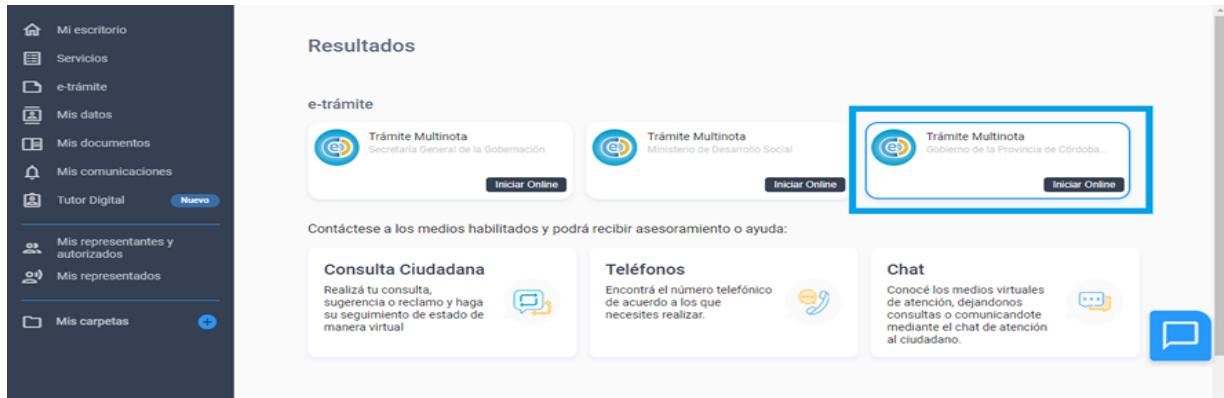 Mi escritorio
Servicios
e-trámite
Mis datos
Mis documentos
Mis comunicaciones
Tutor Digital Nuevo
Mis representantes y
autorizados
Mis representados
Mis carpetas
Resultados
e-trámite
Trámite Multinota
Secretaría General de la Gobernación
Iniciar Online
Trámite Multinota
Ministerio de Desarrollo Social
Iniciar Online
Trámite Multinota
Gobierno de la Provincia de Córdoba...
Iniciar Online
Contáctese a los medios habilitados y podrá recibir asesoramiento o ayuda:
Consulta Ciudadana
Realizá tu consulta,
sugerencia o reclamo y haga
su seguimiento de estado de
manera virtual
Teléfonos
Encontrá el número telefónico
de acuerdo a los que
necesites realizar.
Chat
Conocé los medios virtuales
de atención, dejandonos
consultas o comunicandote
mediante el chat de atención
al ciudadano.